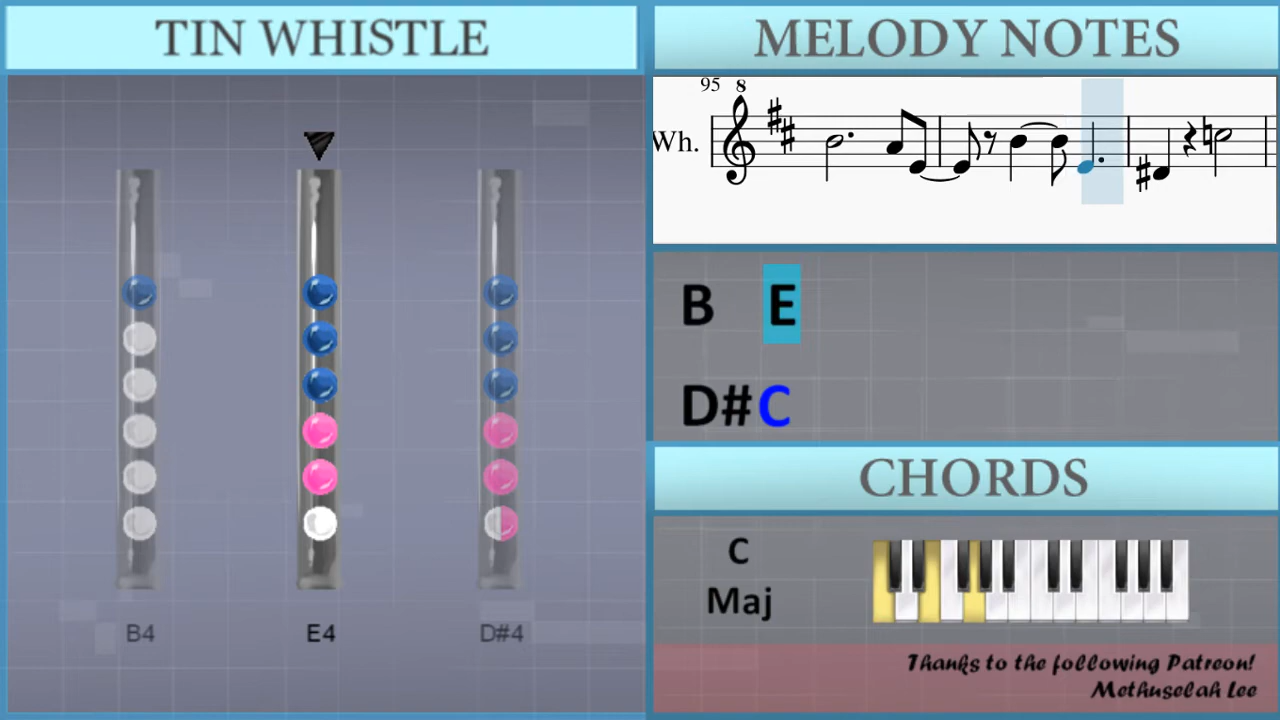 TIN WHISTLE
B4 E4 D#4
MELODY NOTES
95 8
Wh.
B E
D# C
CHORDS
C
Maj
Thanks to the following Patreon!
Methuselah Lee